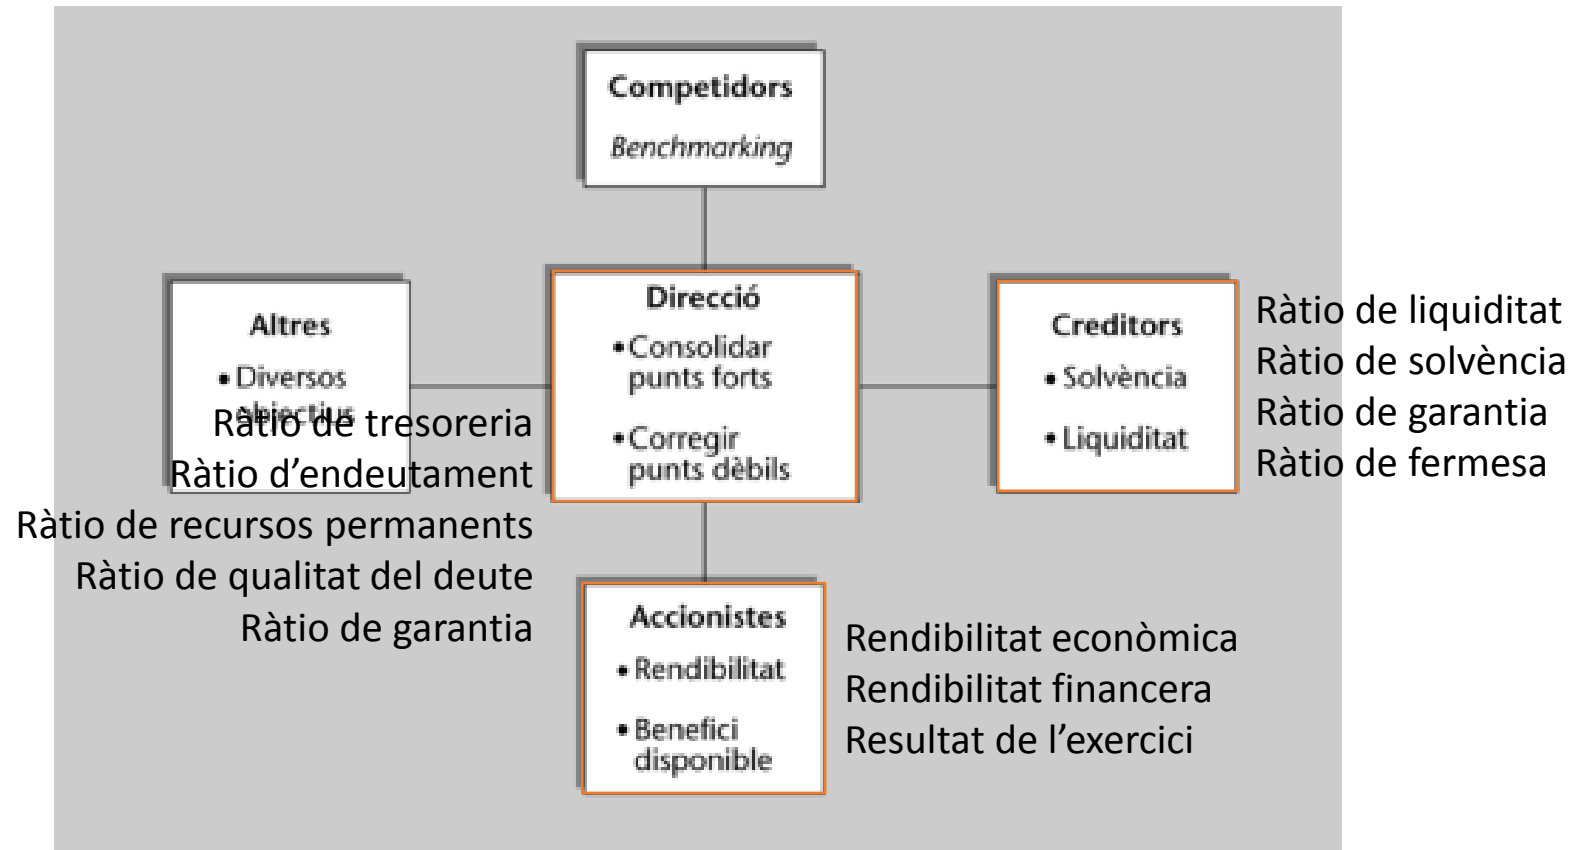 Competidors
Benchmarking
Altres
• Diversos
objectius
Direcció
• Consolidar
punts forts
• Corregir
punts dèbils
Creditors
• Solvència
• Liquiditat
Ràtio de liquiditat
Ràtio de solvència
Ràtio de garantia
Ràtio de fermesa
Ràtio de tresoreria
Ràtio d’endeutament
Ràtio de recursos permanents
Ràtio de qualitat del deute
Ràtio de garantia
Accionistes
• Rendibilitat
• Benefici
disponible
Rendibilitat econòmica
Rendibilitat financera
Resultat de l’exercici